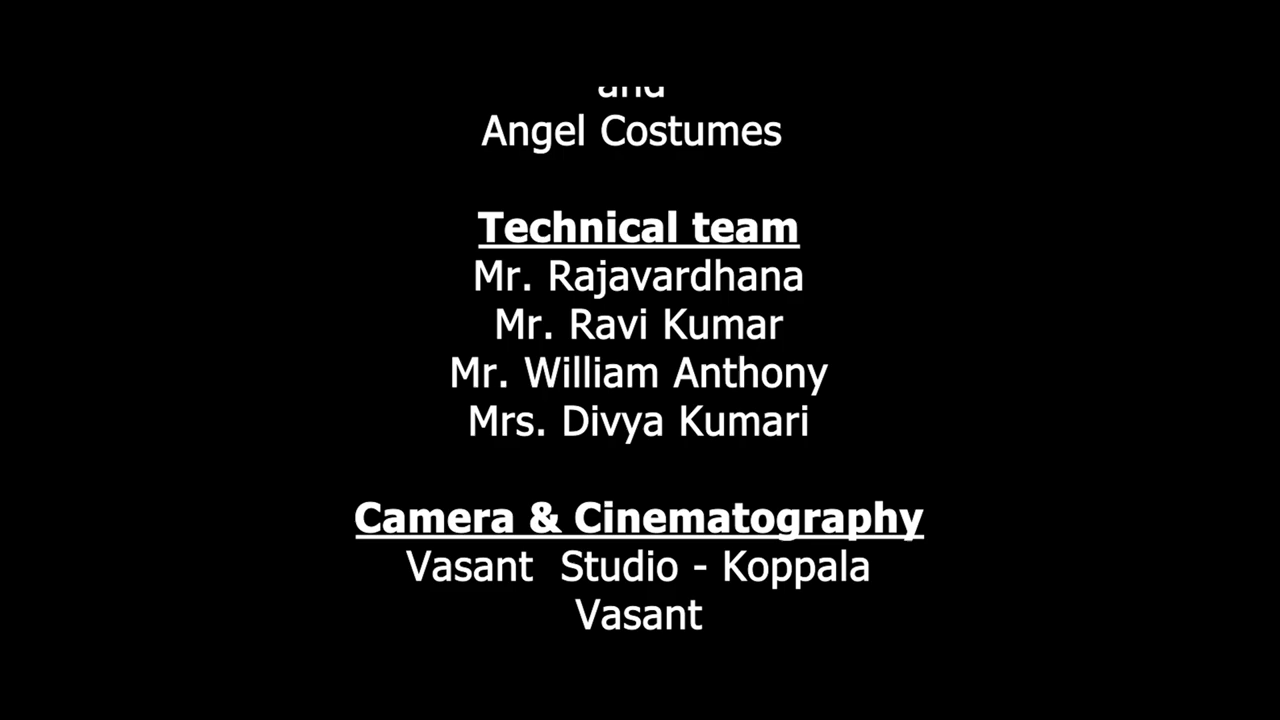 and
Angel Costumes
Technical team
Mr. Rajavardhana
Mr. Ravi Kumar
Mr. William Anthony
Mrs. Divya Kumari
Camera & Cinematography
Vasant Studio - Koppala
Vasant